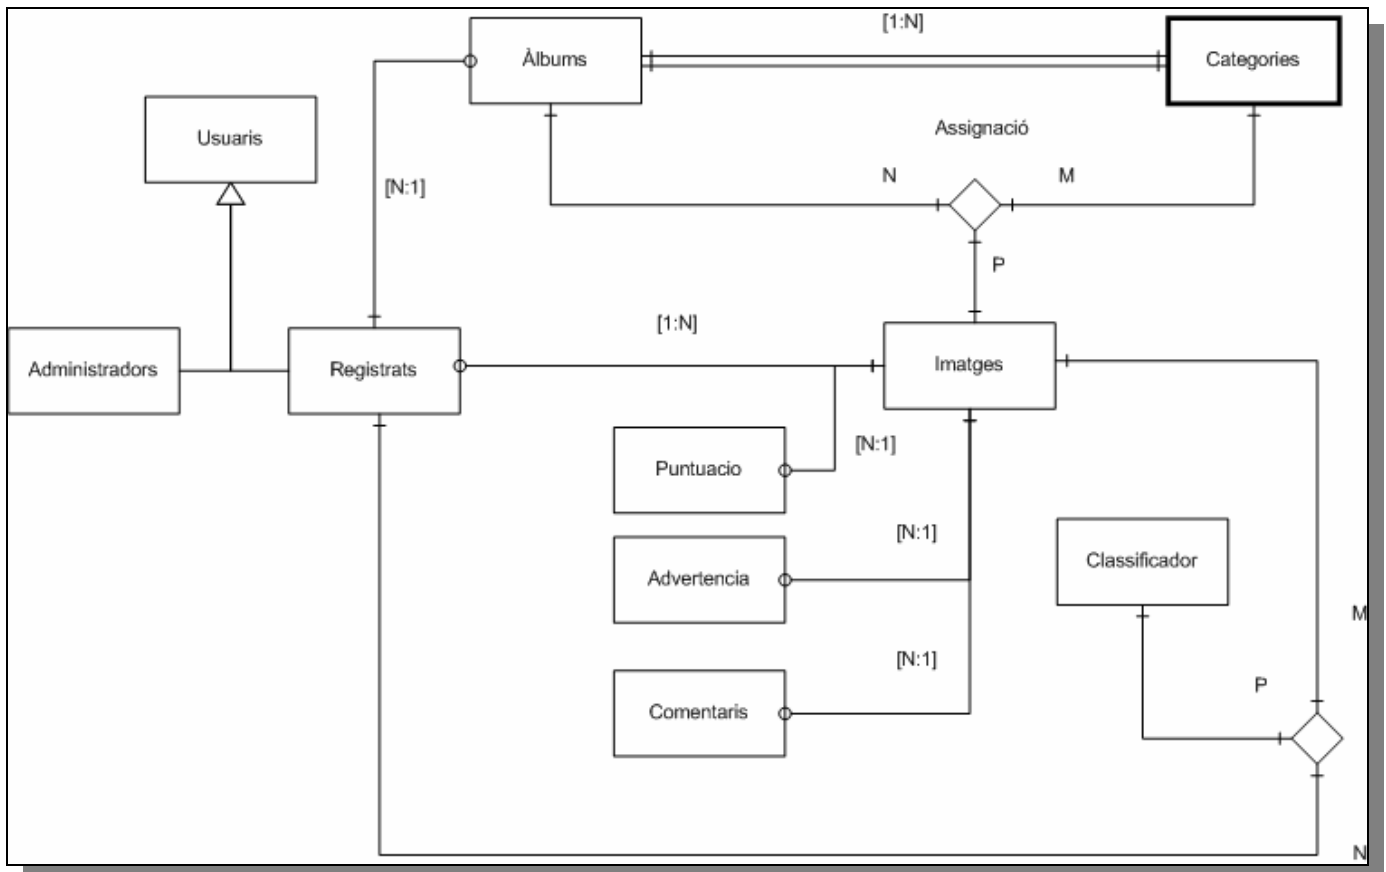 [1:N]
Àlbums
Categories
Assignació
Usuaris
N
M
[N:1]
P
[1:N]
Administradors
Registrats
Imatges
[N:1]
Puntuacio
[N:1]
Advertencia
Classificador
M
[N:1]
P
Comentaris
N